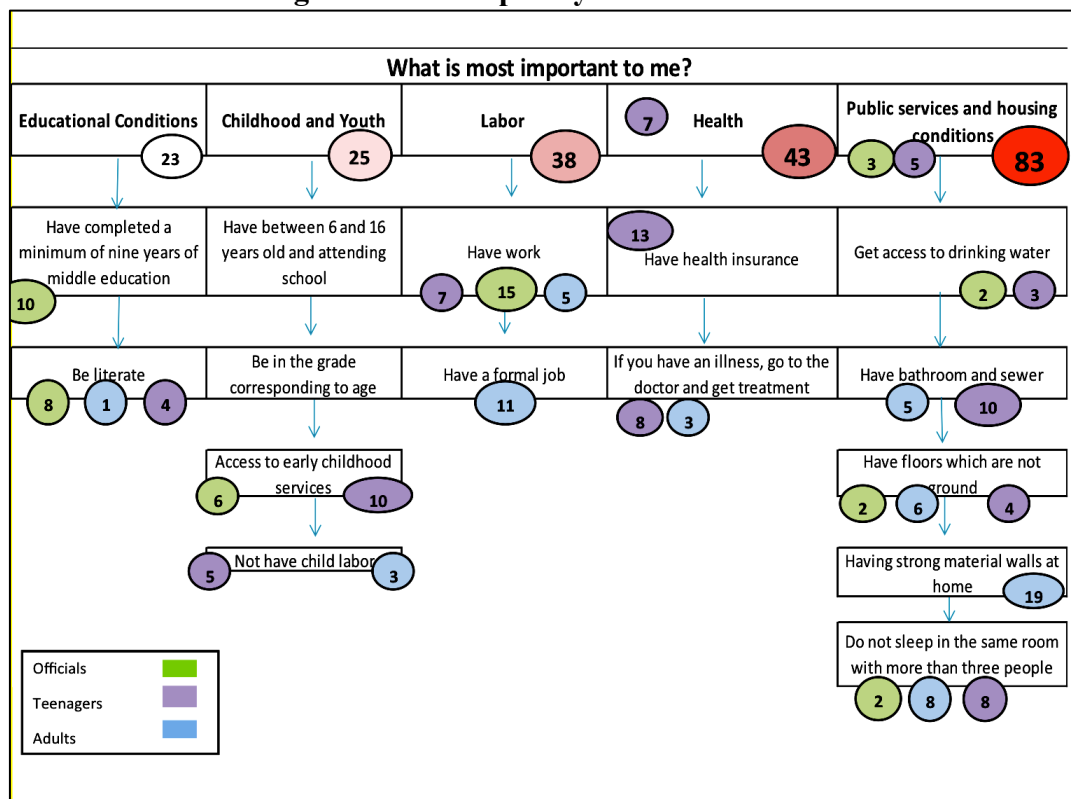 What is most important to me?
Educational Conditions
23
Childhood and Youth
25
Labor
38
7
Health
43
Public services and housing
conditions
3
5
83
Have completed a
minimum of nine years of
middle education
10
Have between 6 and 16
years old and attending
school
Have work
7
15
5
13
Have health insurance
Get access to drinking water
2
3
Be literate
8
1
4
Be in the grade
corresponding to age
Have a formal job
11
If you have an illness, go to the
doctor and get treatment
8
3
Have bathroom and sewer
5
10
Access to early childhood
services
6
10
Have floors which are not
ground
2
6
4
Not have child labor
5
3
Having strong material walls at
home
19
Do not sleep in the same room
with more than three people
2
8
8
Officials
Teenagers
Adults